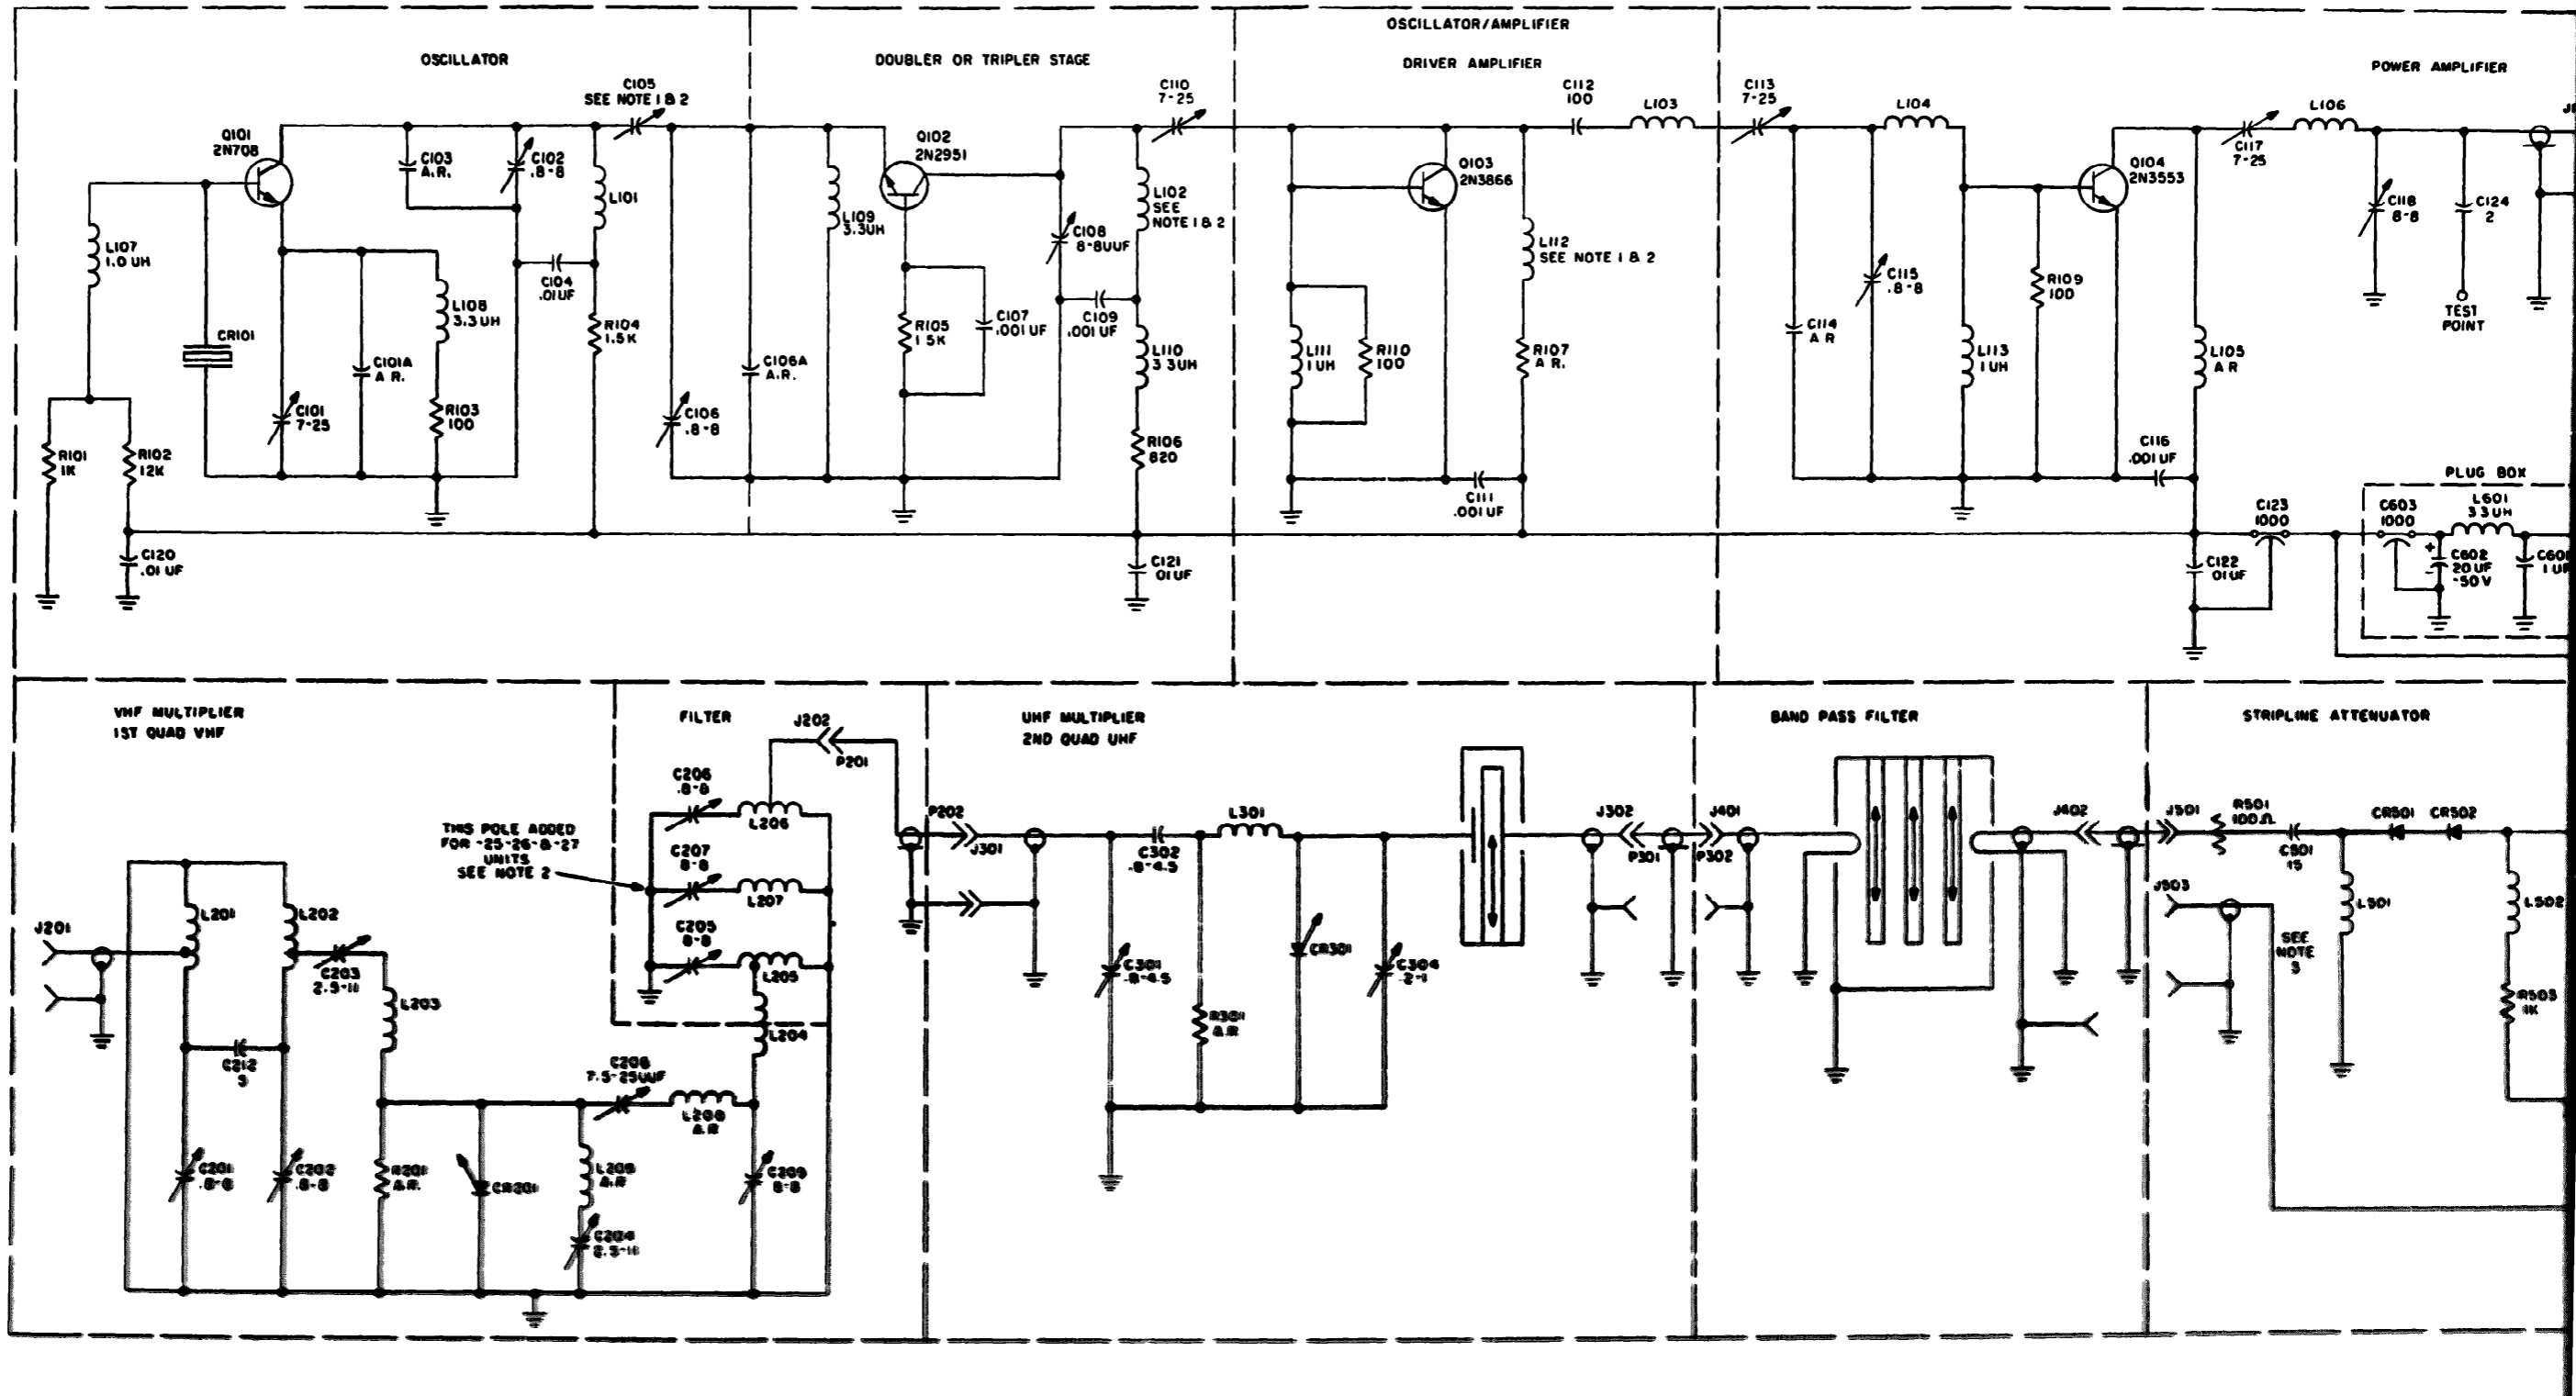 OSCILLATOR/AMPLIFIER
OSCILLATOR
DOUBLER OR TRIPLER STAGE
DRIVER AMPLIFIER
POWER AMPLIFIER
C105
SEE NOTE 1 & 2
Q101
2N708
C103
A.R.
C102
.8-8
L101
L107
1.0 UH
CR101
L108
3.3 UH
C104
.01UF
R104
1.5K
C101A
A R.
C101
7-25
R103
100
R101
1K
R102
12K
C120
.01 UF
C110
7-25
Q102
2N2951
L109
3.3UH
L102
SEE
NOTE 1 & 2
C108
8-8UUF
C109
.001 UF
R105
1 5K
C107
.001 UF
C106A
A.R.
C106
.8-8
L110
3 3UH
R106
820
C121
01UF
C112
100
L103
Q103
2N3866
L112
SEE NOTE 1 & 2
L111
1 UH
R110
100
R107
A R.
C111
.001 UF
C113
7-25
L104
Q104
2N3553
L106
C117
7-25
C118
8-8
C124
2
TEST
POINT
C115
.8-8
R109
100
C114
A R
L113
1 UH
L105
A R
C116
.001 UF
C122
01UF
C123
1000
PLUG BOX
C603
1000
L601
3 3 UH
C602
20 UF
-50 V
+
-
VHF MULTIPLIER
1ST QUAD VHF
FILTER
J202
P201
C206
.8-8
L206
THIS POLE ADDED
FOR -25-26-&-27
UNITS
SEE NOTE 2
C207
8-8
L207
C205
8-8
L205
L204
J201
L201
L202
C203
2.5-11
L203
C212
5
C208
7.5-25UUF
L208
A.R
C201
.8-8
C202
.8-8
R201
A.R.
CR201
A.R
C204
2.5-11
C209
8-8
UHF MULTIPLIER
2ND QUAD UHF
P202
J301
C302
.8-4.5
L301
C301
.8-4.5
R301
A.R
CR301
C304
.2-1
J302
P301
BAND PASS FILTER
J401
P302
J402
STRIPLINE ATTENUATOR
J501
R501
100Ω
C501
15
CR501
CR502
J503
SEE
NOTE
3
L501
L502
R503
1K